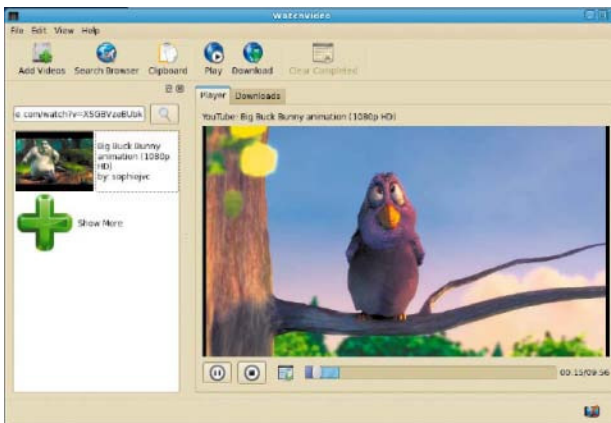 WatchVideo
File Edit View Help
Add Videos Search Browser Clipboard Play Download Clear Completed
Player Downloads
e.com/watch?v=XSGBVzeBUbk
YouTube: Big Buck Bunny animation (1080p HD)
Big Buck Bunny
animation (1080p
HD)
by: sophiejvc
Show More
00:15/09:56